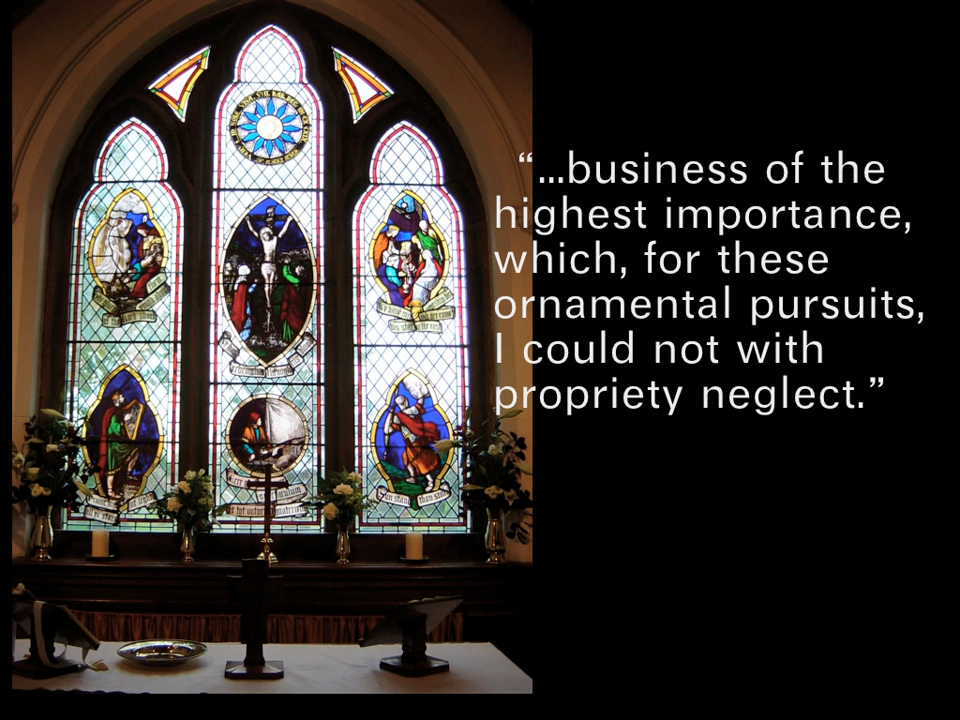 “...business of the
highest importance,
which, for these
ornamental pursuits,
I could not with
propriety neglect.”